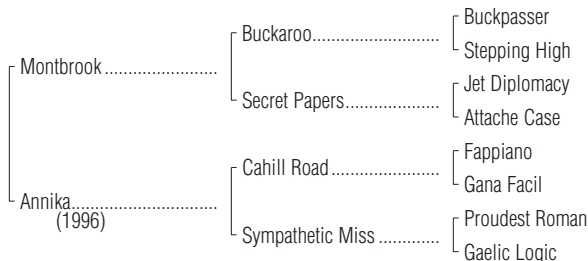 Buckpasser
Buckaroo
Stepping High
Montbrook
Jet Diplomacy
Secret Papers
Attache Case
Fappiano
Cahill Road
Gana Facil
Annika
(1996)
Proudest Roman
Sympathetic Miss
Gaelic Logic